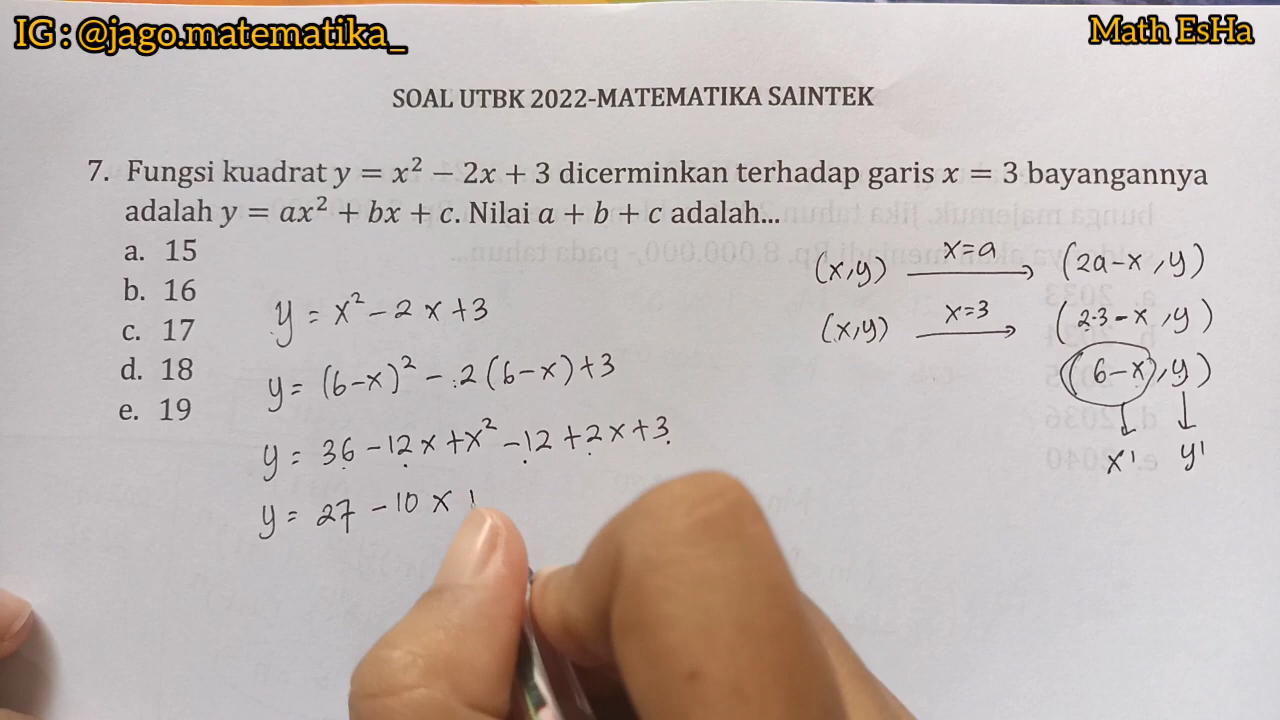 IG : @jago.matematika_
Math EsHa
SOAL UTBK 2022-MATEMATIKA SAINTEK
7. Fungsi kuadrat y = x² − 2x + 3 dicerminkan terhadap garis x = 3 bayangannya
adalah y = ax² + bx + c. Nilai a + b + c adalah...
a. 15
b. 16
c. 17
d. 18
e. 19
y = x² − 2x + 3
y = (6−x)² − 2(6−x) + 3
y = 36 − 12x + x² − 12 + 2x + 3
y = 27 − 10x
(x,y) x=a (2a−x, y)
(x,y) x=3 (2·3−x, y)
(6−x, y)
x' y'